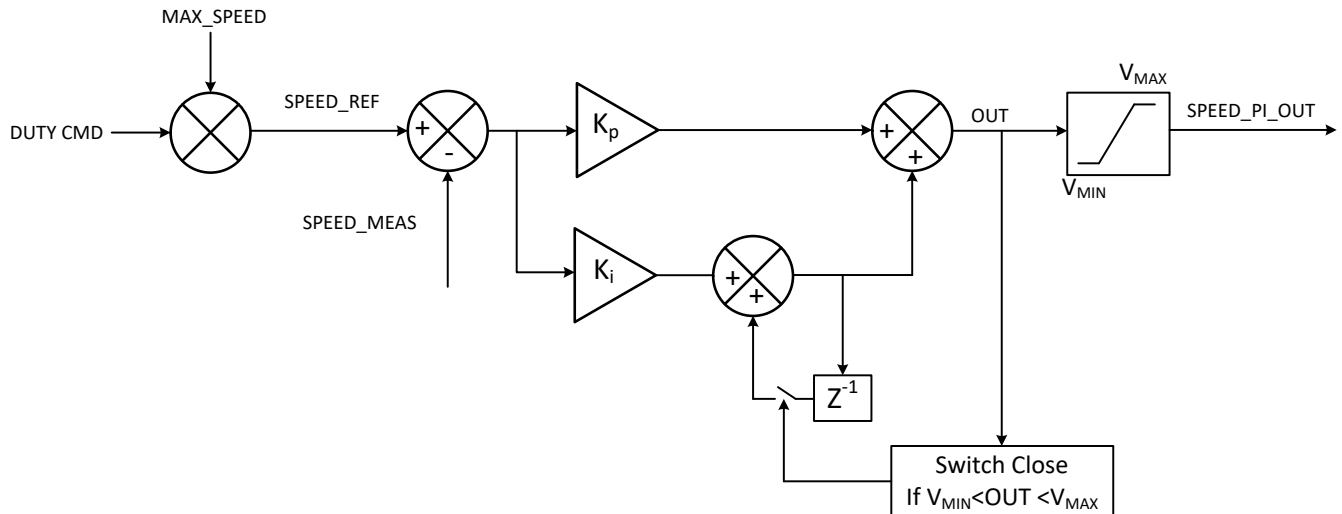 MAX_SPEED
DUTY CMD
SPEED_REF
+
-
SPEED_MEAS
Kp
Ki
+
+
Z-1
+
+
OUT
VMAX
VMIN
SPEED_PI_OUT
Switch Close
If VMIN<OUT <VMAX